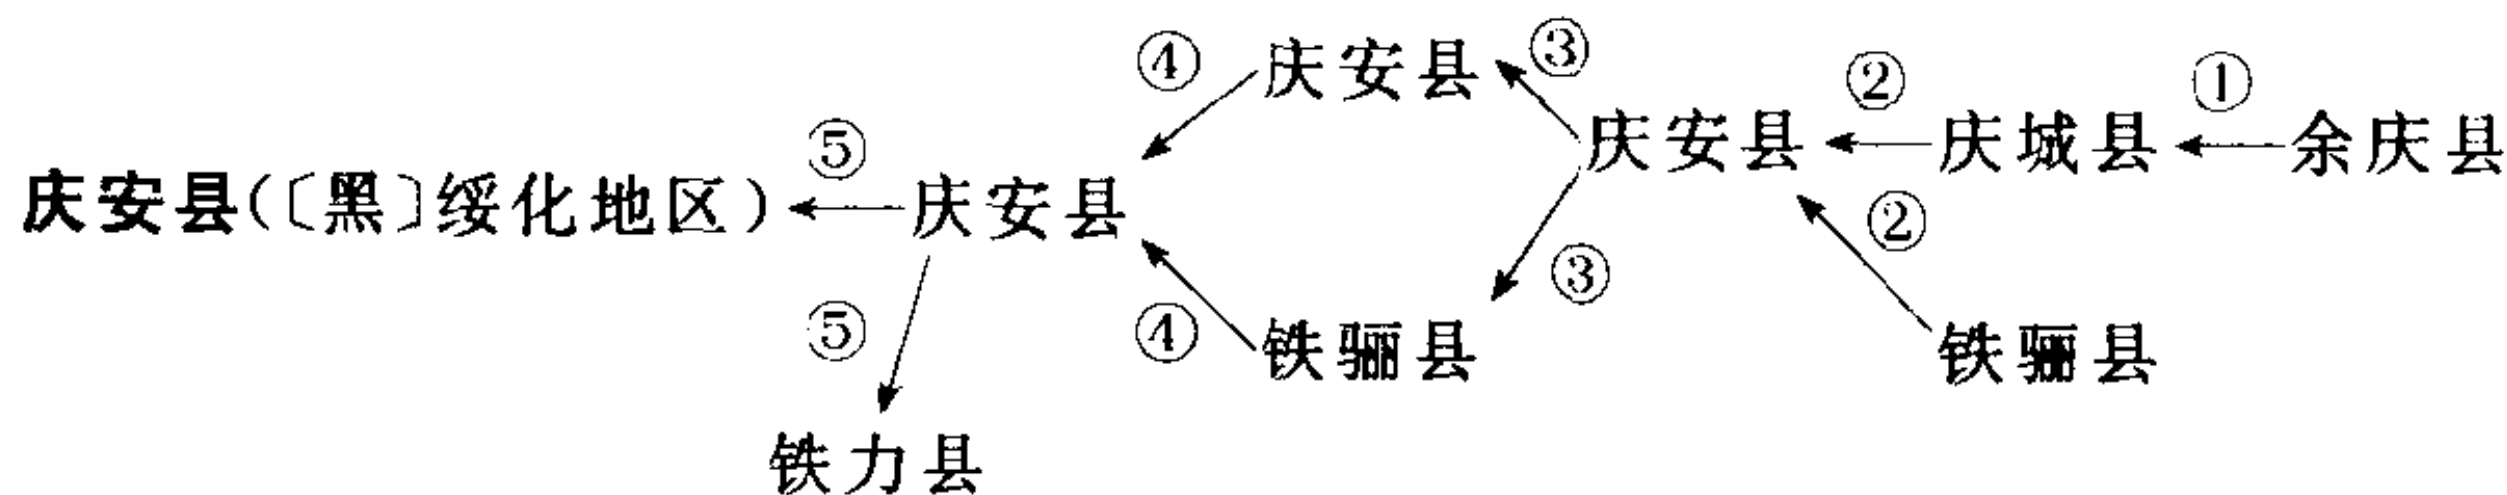 ④ 庆安县 ③
庆安县 ② 庆城县 ① 余庆县
庆安县(〔黑〕绥化地区) ⑤ 庆安县
②
⑤ ④ 铁骊县 ③ 铁骊县
铁力县